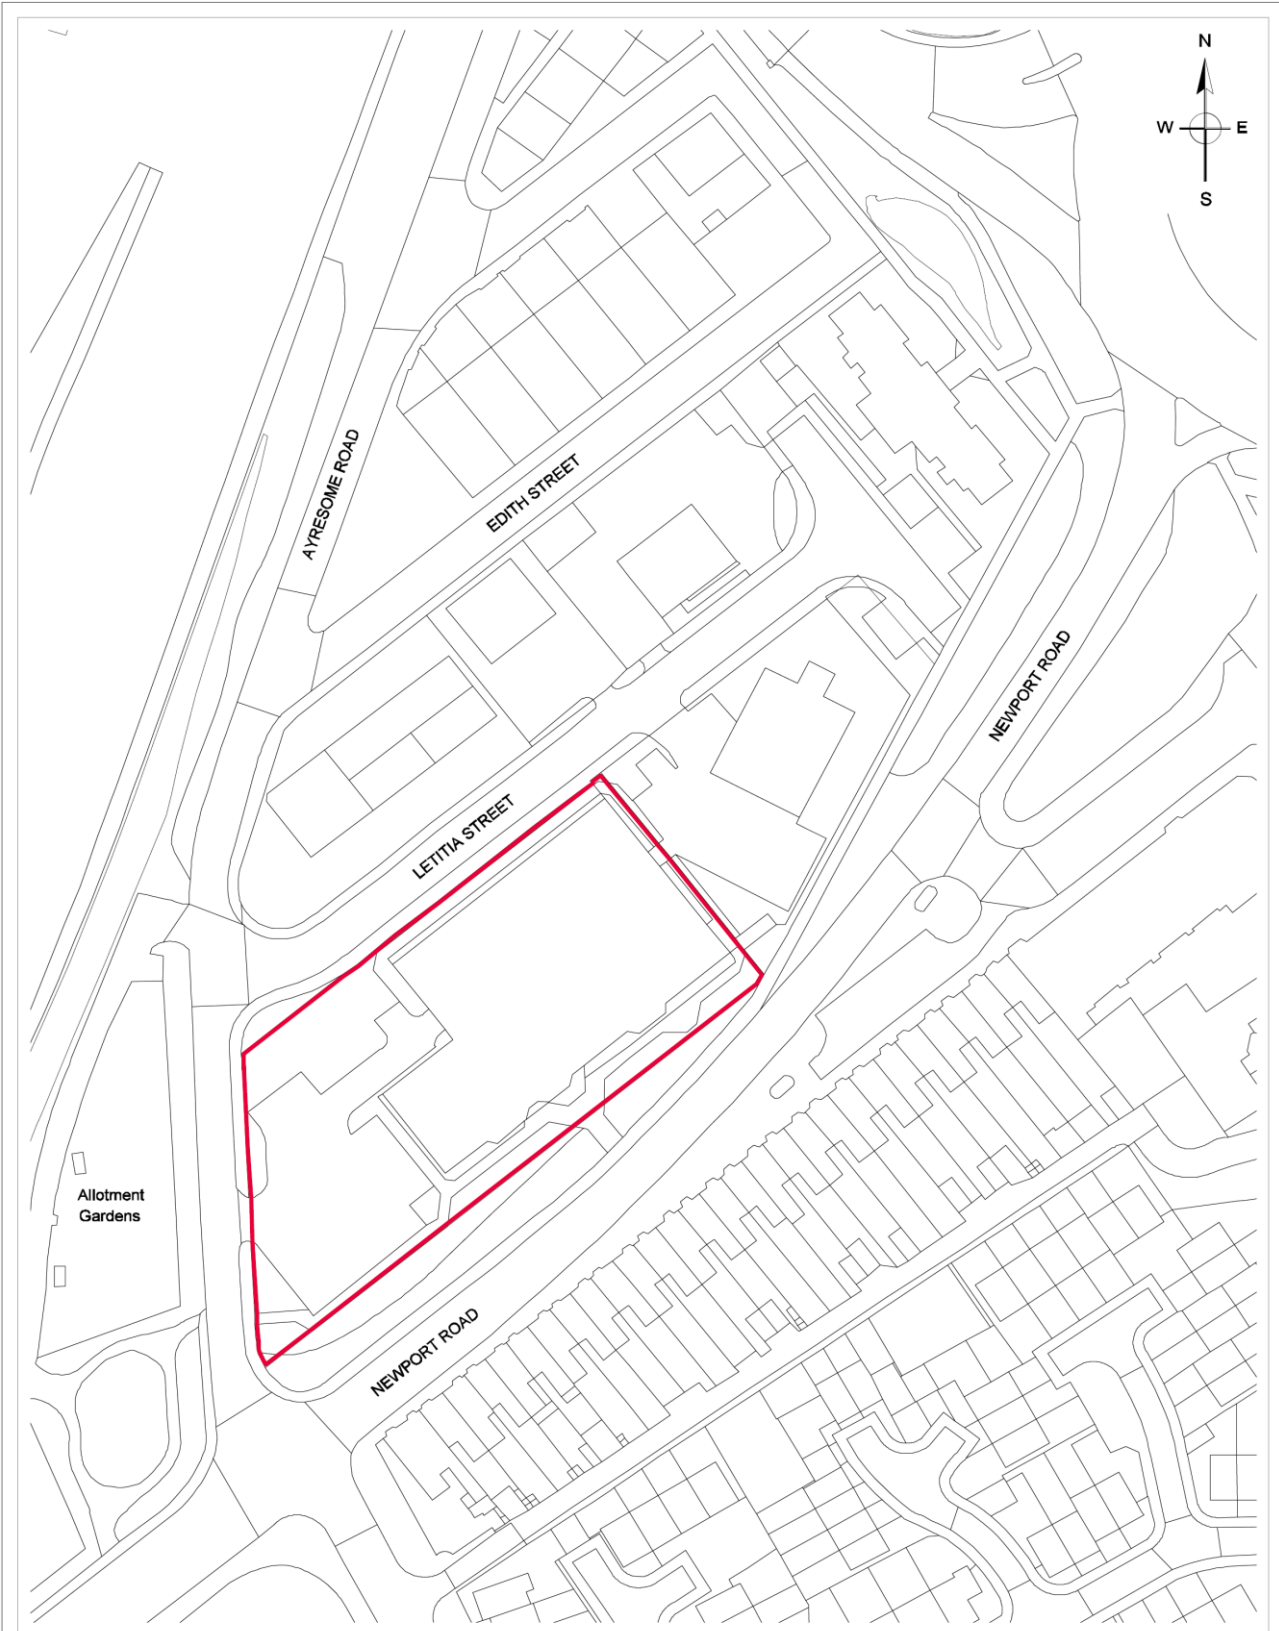 N
W E
S
AYRESOME ROAD
EDITH STREET
NEWPORT ROAD
LETITIA STREET
Allotment
Gardens
NEWPORT ROAD